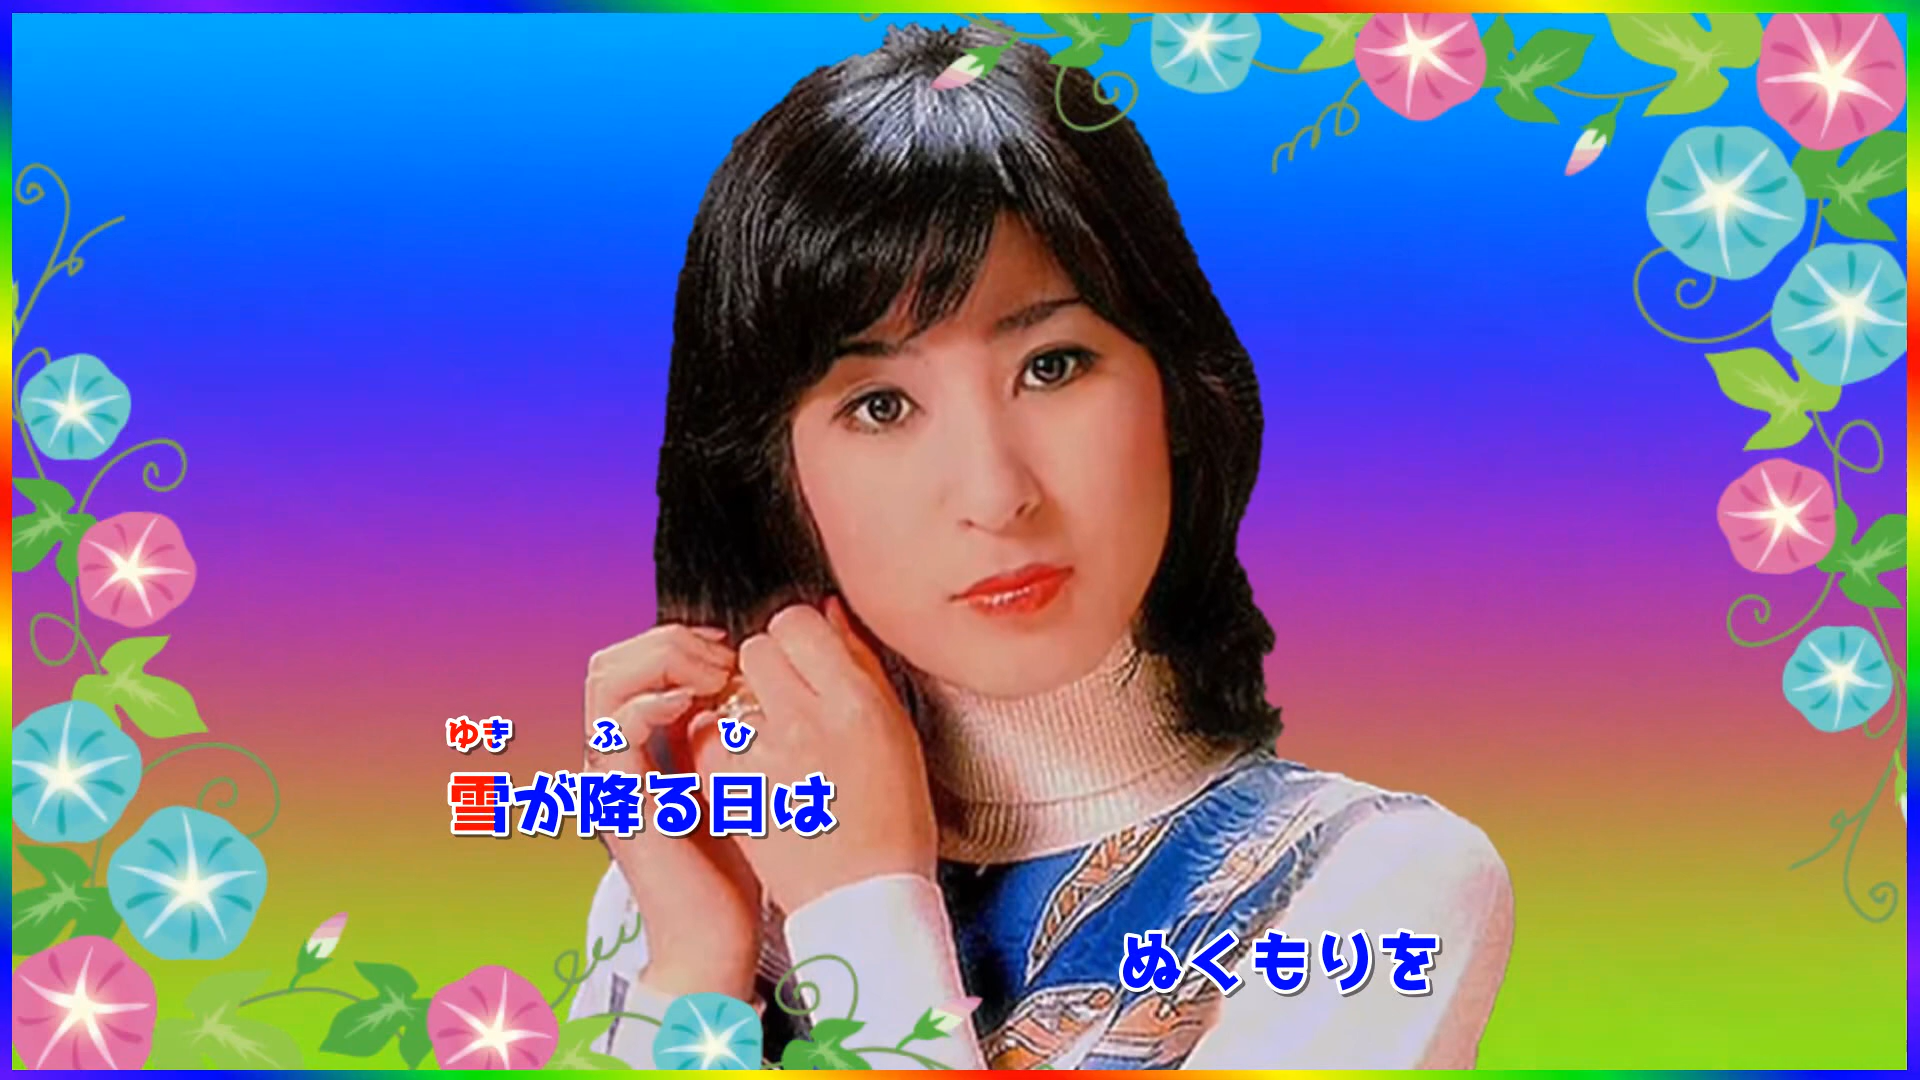 ゆき ふ ひ
雪が降る日は
ぬくもりを